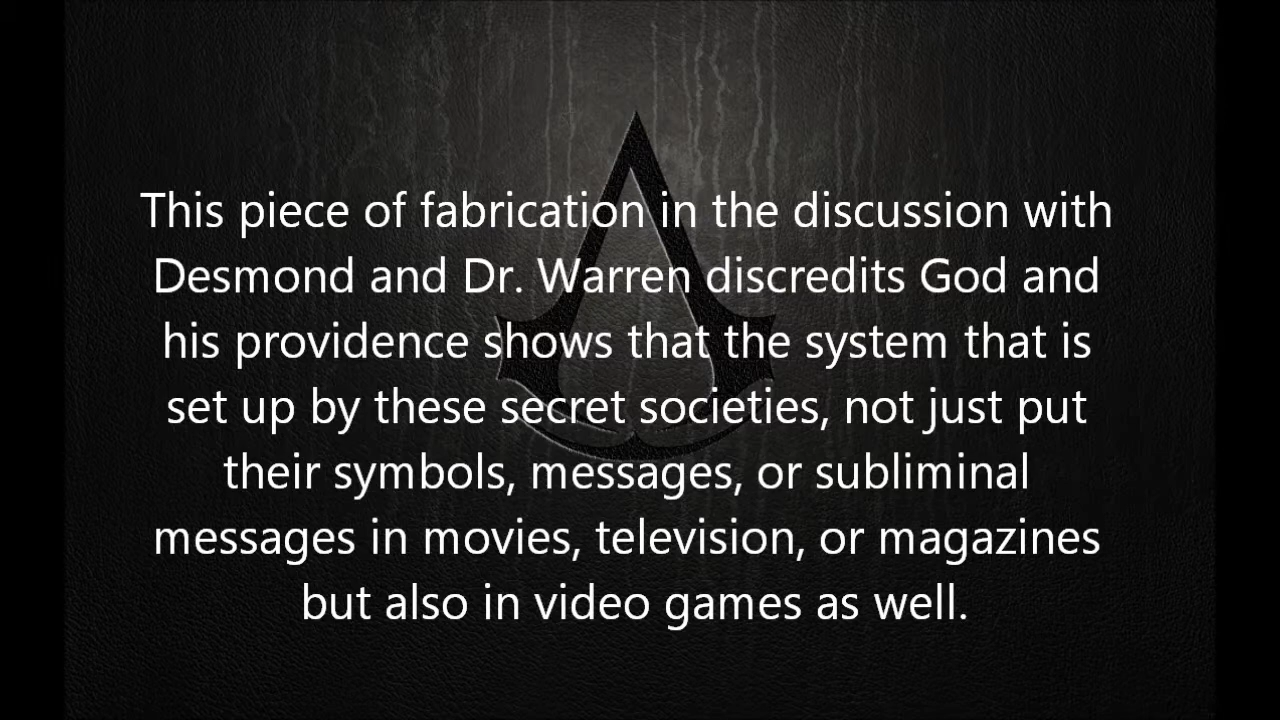 This piece of fabrication in the discussion with
Desmond and Dr. Warren discredits God and
his providence shows that the system that is
set up by these secret societies, not just put
their symbols, messages, or subliminal
messages in movies, television, or magazines
but also in video games as well.